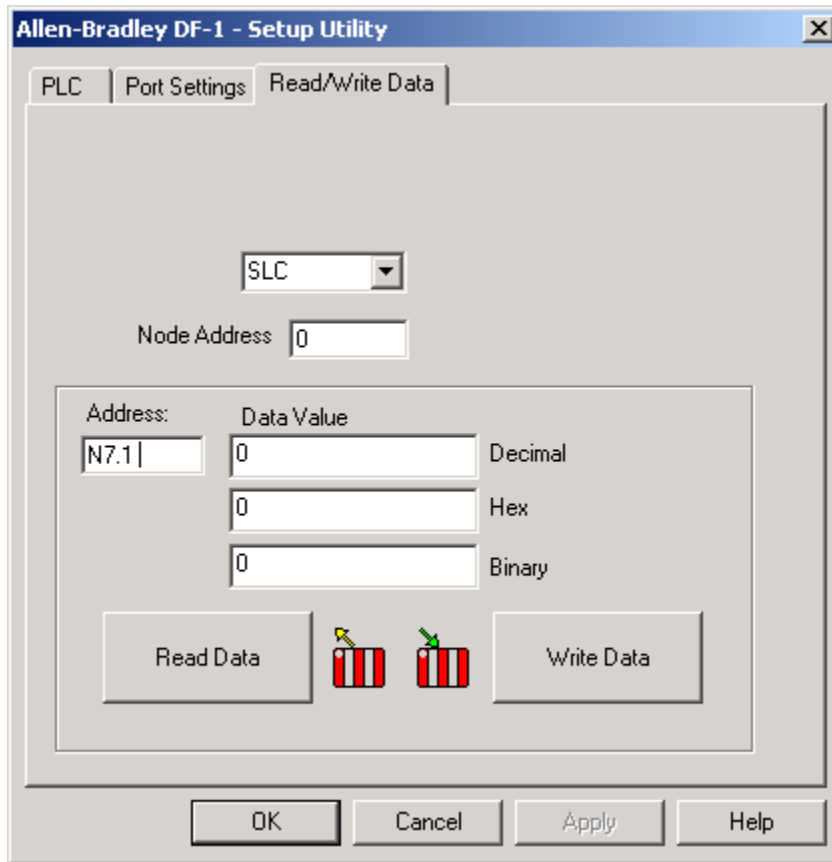 Allen-Bradley DF-1 - Setup Utility
PLC Port Settings Read/Write Data
SLC
Node Address 0
Address: Data Value
N7.1 0 Decimal
0 Hex
0 Binary
Read Data Write Data
OK Cancel Apply Help